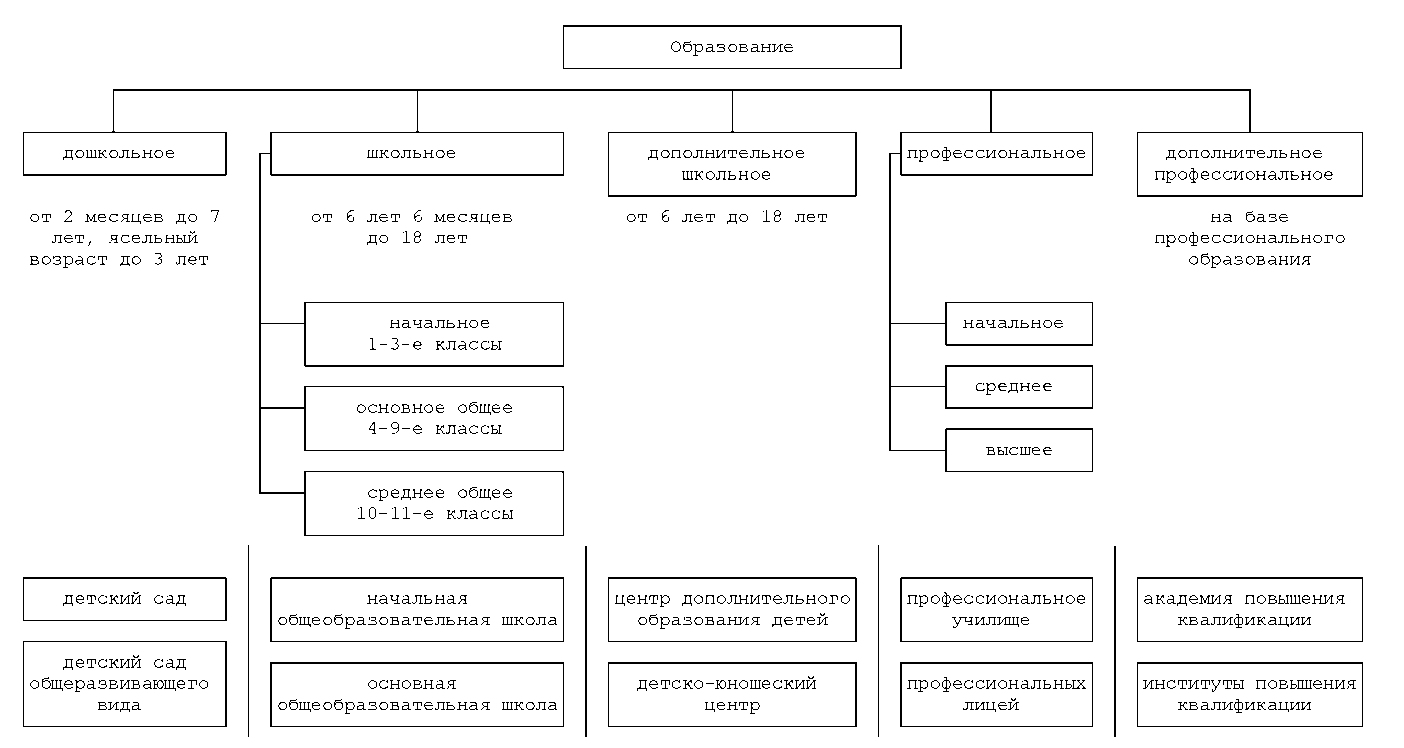 Образование
дошкольное
школьное
дополнительное
школьное
профессиональное
дополнительное
профессиональное
от 2 месяцев до 7
лет, ясельный
возраст до 3 лет
от 6 лет 6 месяцев
до 18 лет
от 6 лет до 18 лет
на базе
профессионального
образования
начальное
1-3-е классы
основное общее
4-9-е классы
среднее общее
10-11-е классы
начальное
среднее
высшее
детский сад
начальная
общеобразовательная школа
центр дополнительного
образования детей
профессиональное
училище
академия повышения
квалификации
детский сад
общеразвивающего
вида
основная
общеобразовательная школа
детско-юношеский
центр
профессиональных
лицей
институты повышения
квалификации